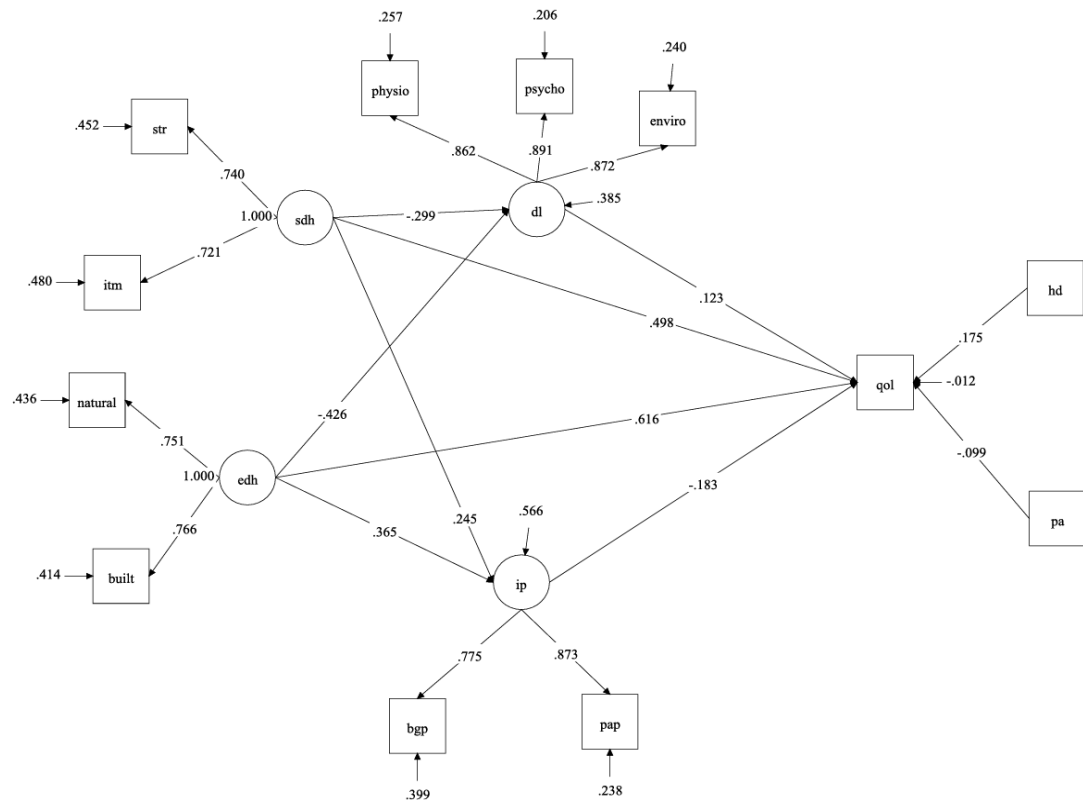 .257
.206
.240
physio
psycho
enviro
.452
str
.862
.891
.872
.740
.385
1.000
sdh
-.299
dl
.721
.480
itm
.123
hd
.498
.175
qol
-.012
.436
natural
-.426
.616
.751
-.099
1.000
edh
-.183
.766
.365
.245
.566
pa
.414
built
ip
.775
.873
bgp
pap
.399
.238